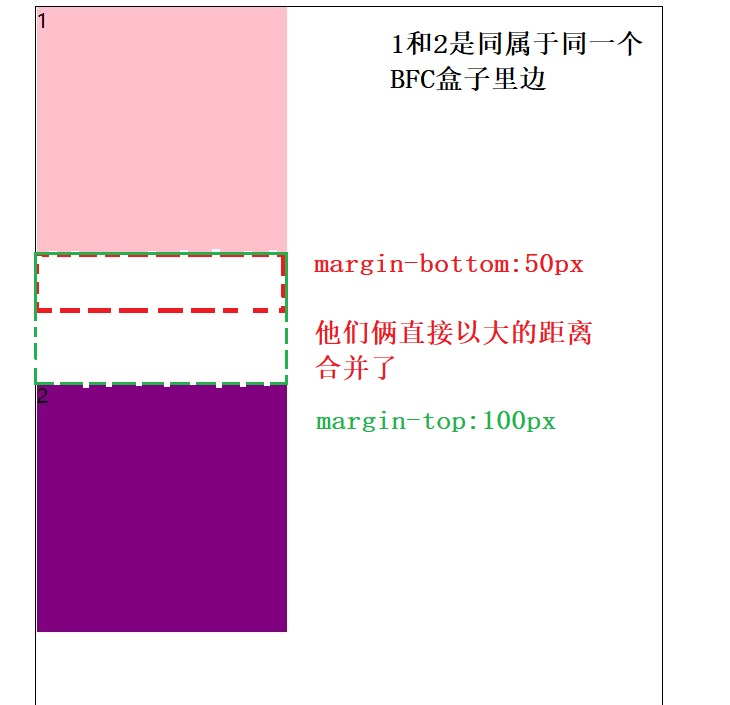 1
1和2是同属于同一个
BFC盒子里边
margin-bottom:50px
他们俩直接以大的距离
合并了
2
margin-top:100px